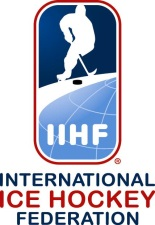 IIHF
®
INTERNATIONAL
ICE HOCKEY
FEDERATION